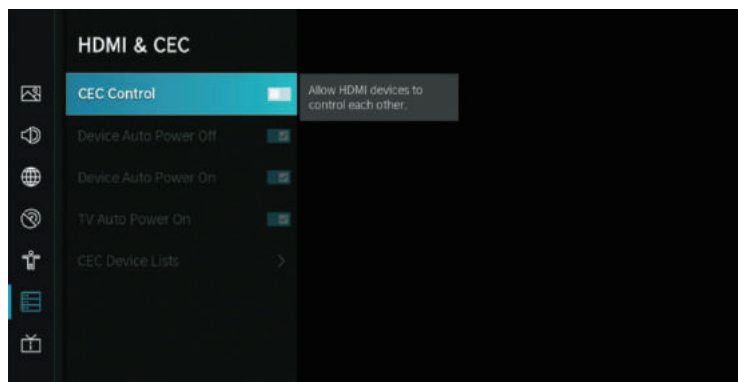 HDMI & CEC
CEC Control
Allow HDMI devices to
control each other.
Device Auto Power Off
Device Auto Power On
TV Auto Power On
CEC Device Lists